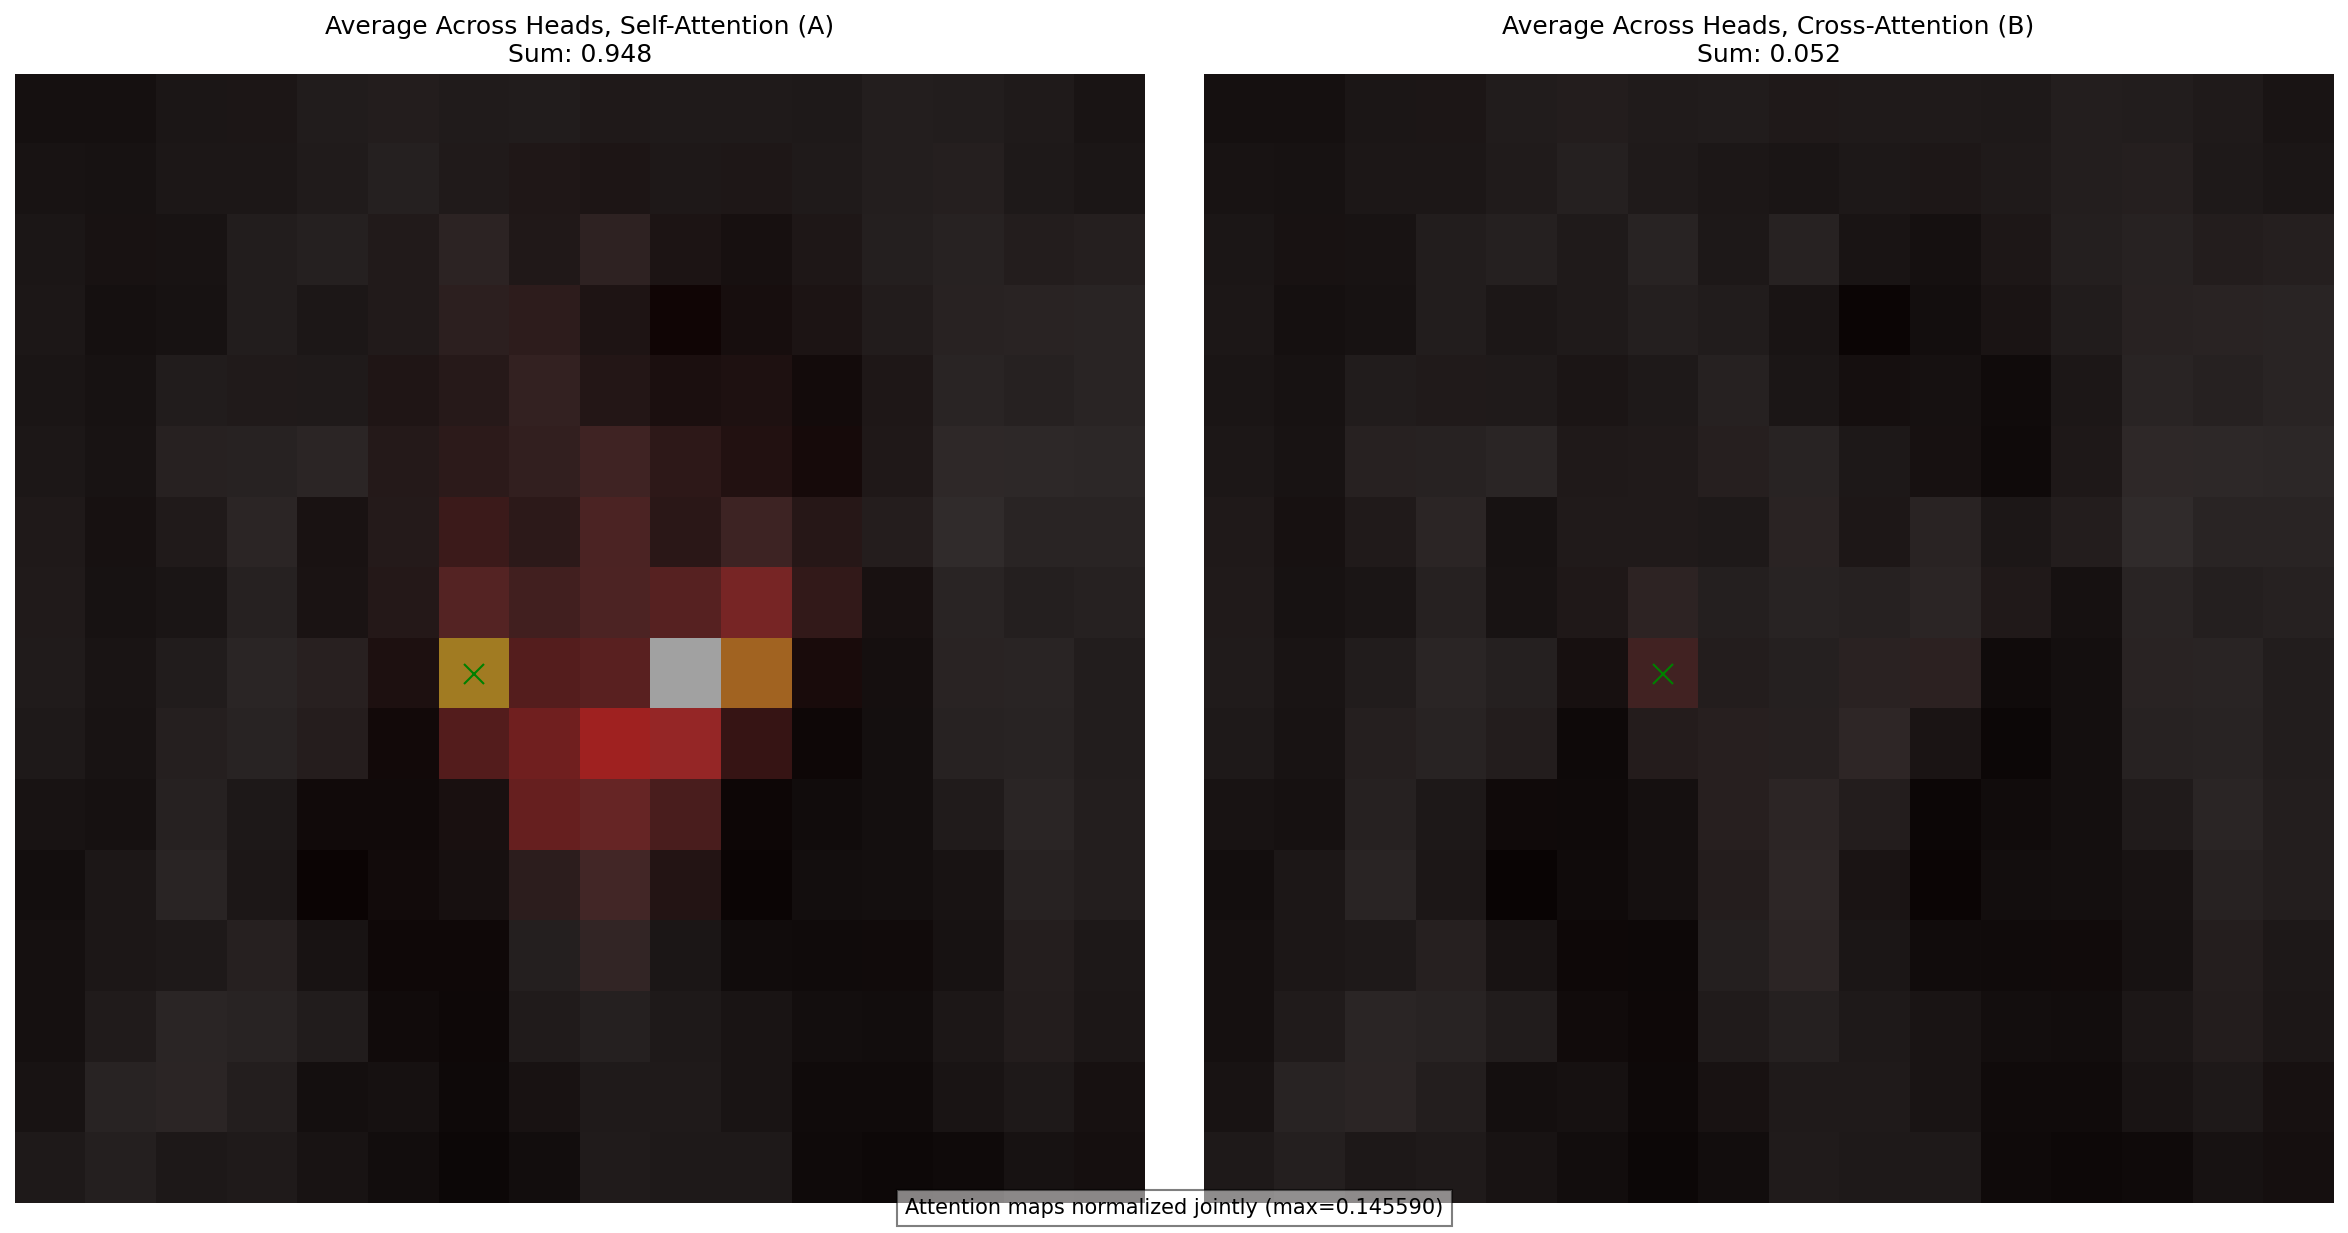 Average Across Heads, Self-Attention (A)
Sum: 0.948
Average Across Heads, Cross-Attention (B)
Sum: 0.052
Attention maps normalized jointly (max=0.145590)